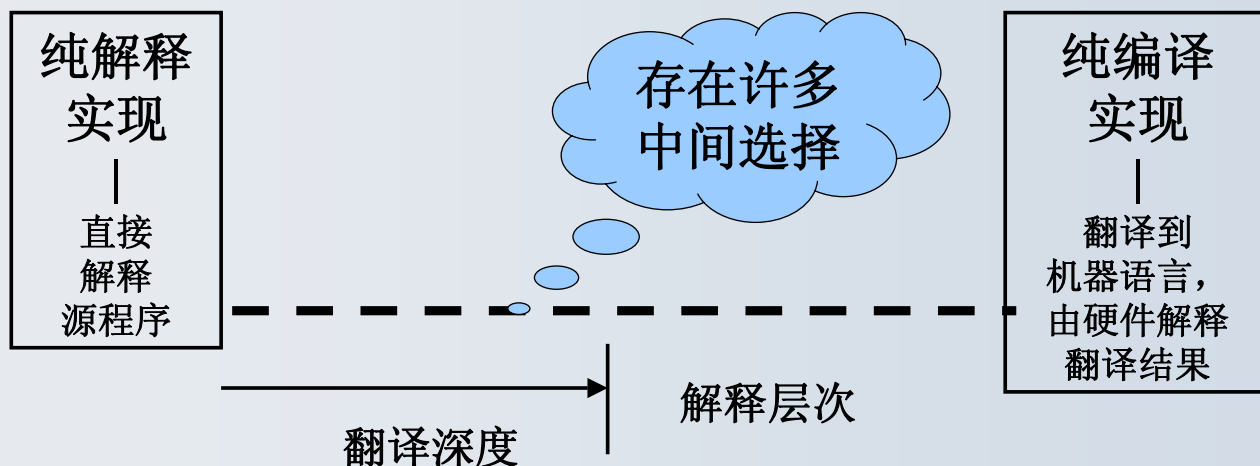 纯解释
实现
直接
解释
源程序
存在许多
中间选择
纯编译
实现
翻译到
机器语言，
由硬件解释
翻译结果
解释层次
翻译深度